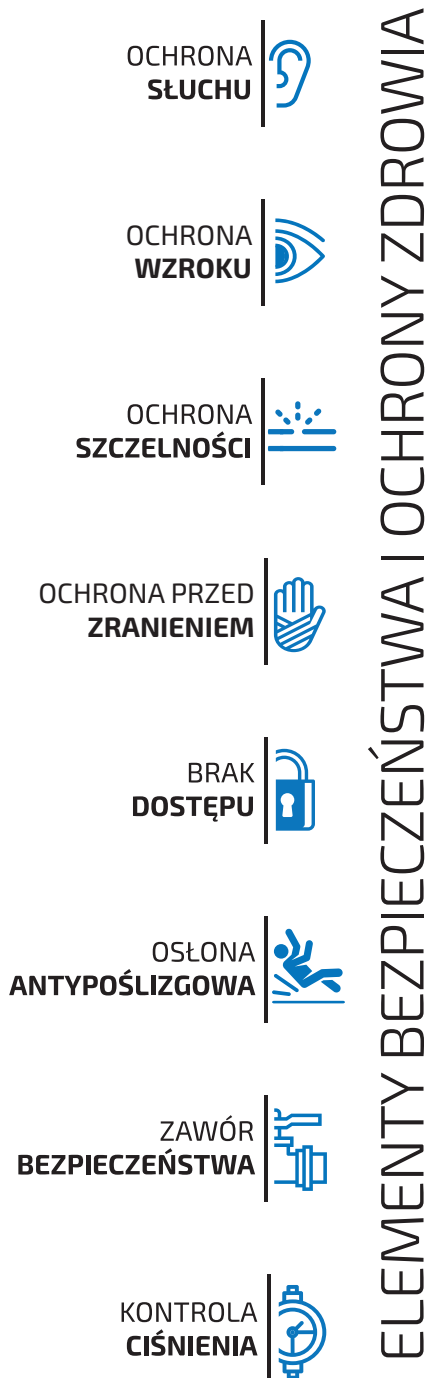 OCHRONA
SŁUCHU
OCHRONA
WZROKU
OCHRONA
SZCZELNOŚCI
OCHRONA PRZED
ZRANIENIEM
BRAK
DOSTĘPU
OSŁONA
ANTYPOŚLIZGOWA
ZAWÓR
BEZPIECZEŃSTWA
KONTROLA
CIŚNIENIA
ELEMENTY BEZPIECZEŃSTWA I OCHRONY ZDROWIA